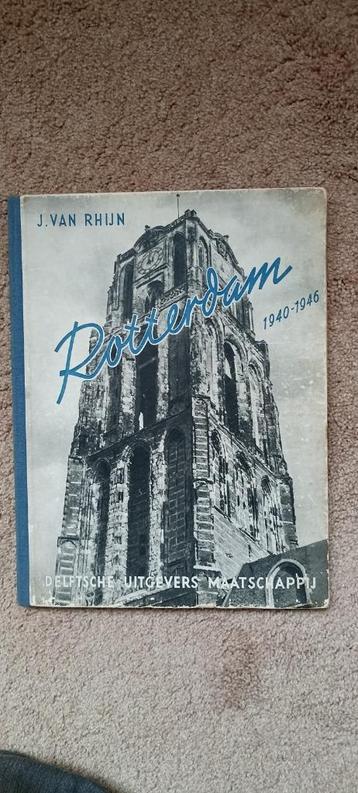 J. VAN RHIJN
Rotterdam
1940-1946
DELFTSCHE UITGEVERS MAATSCHAPPIJ